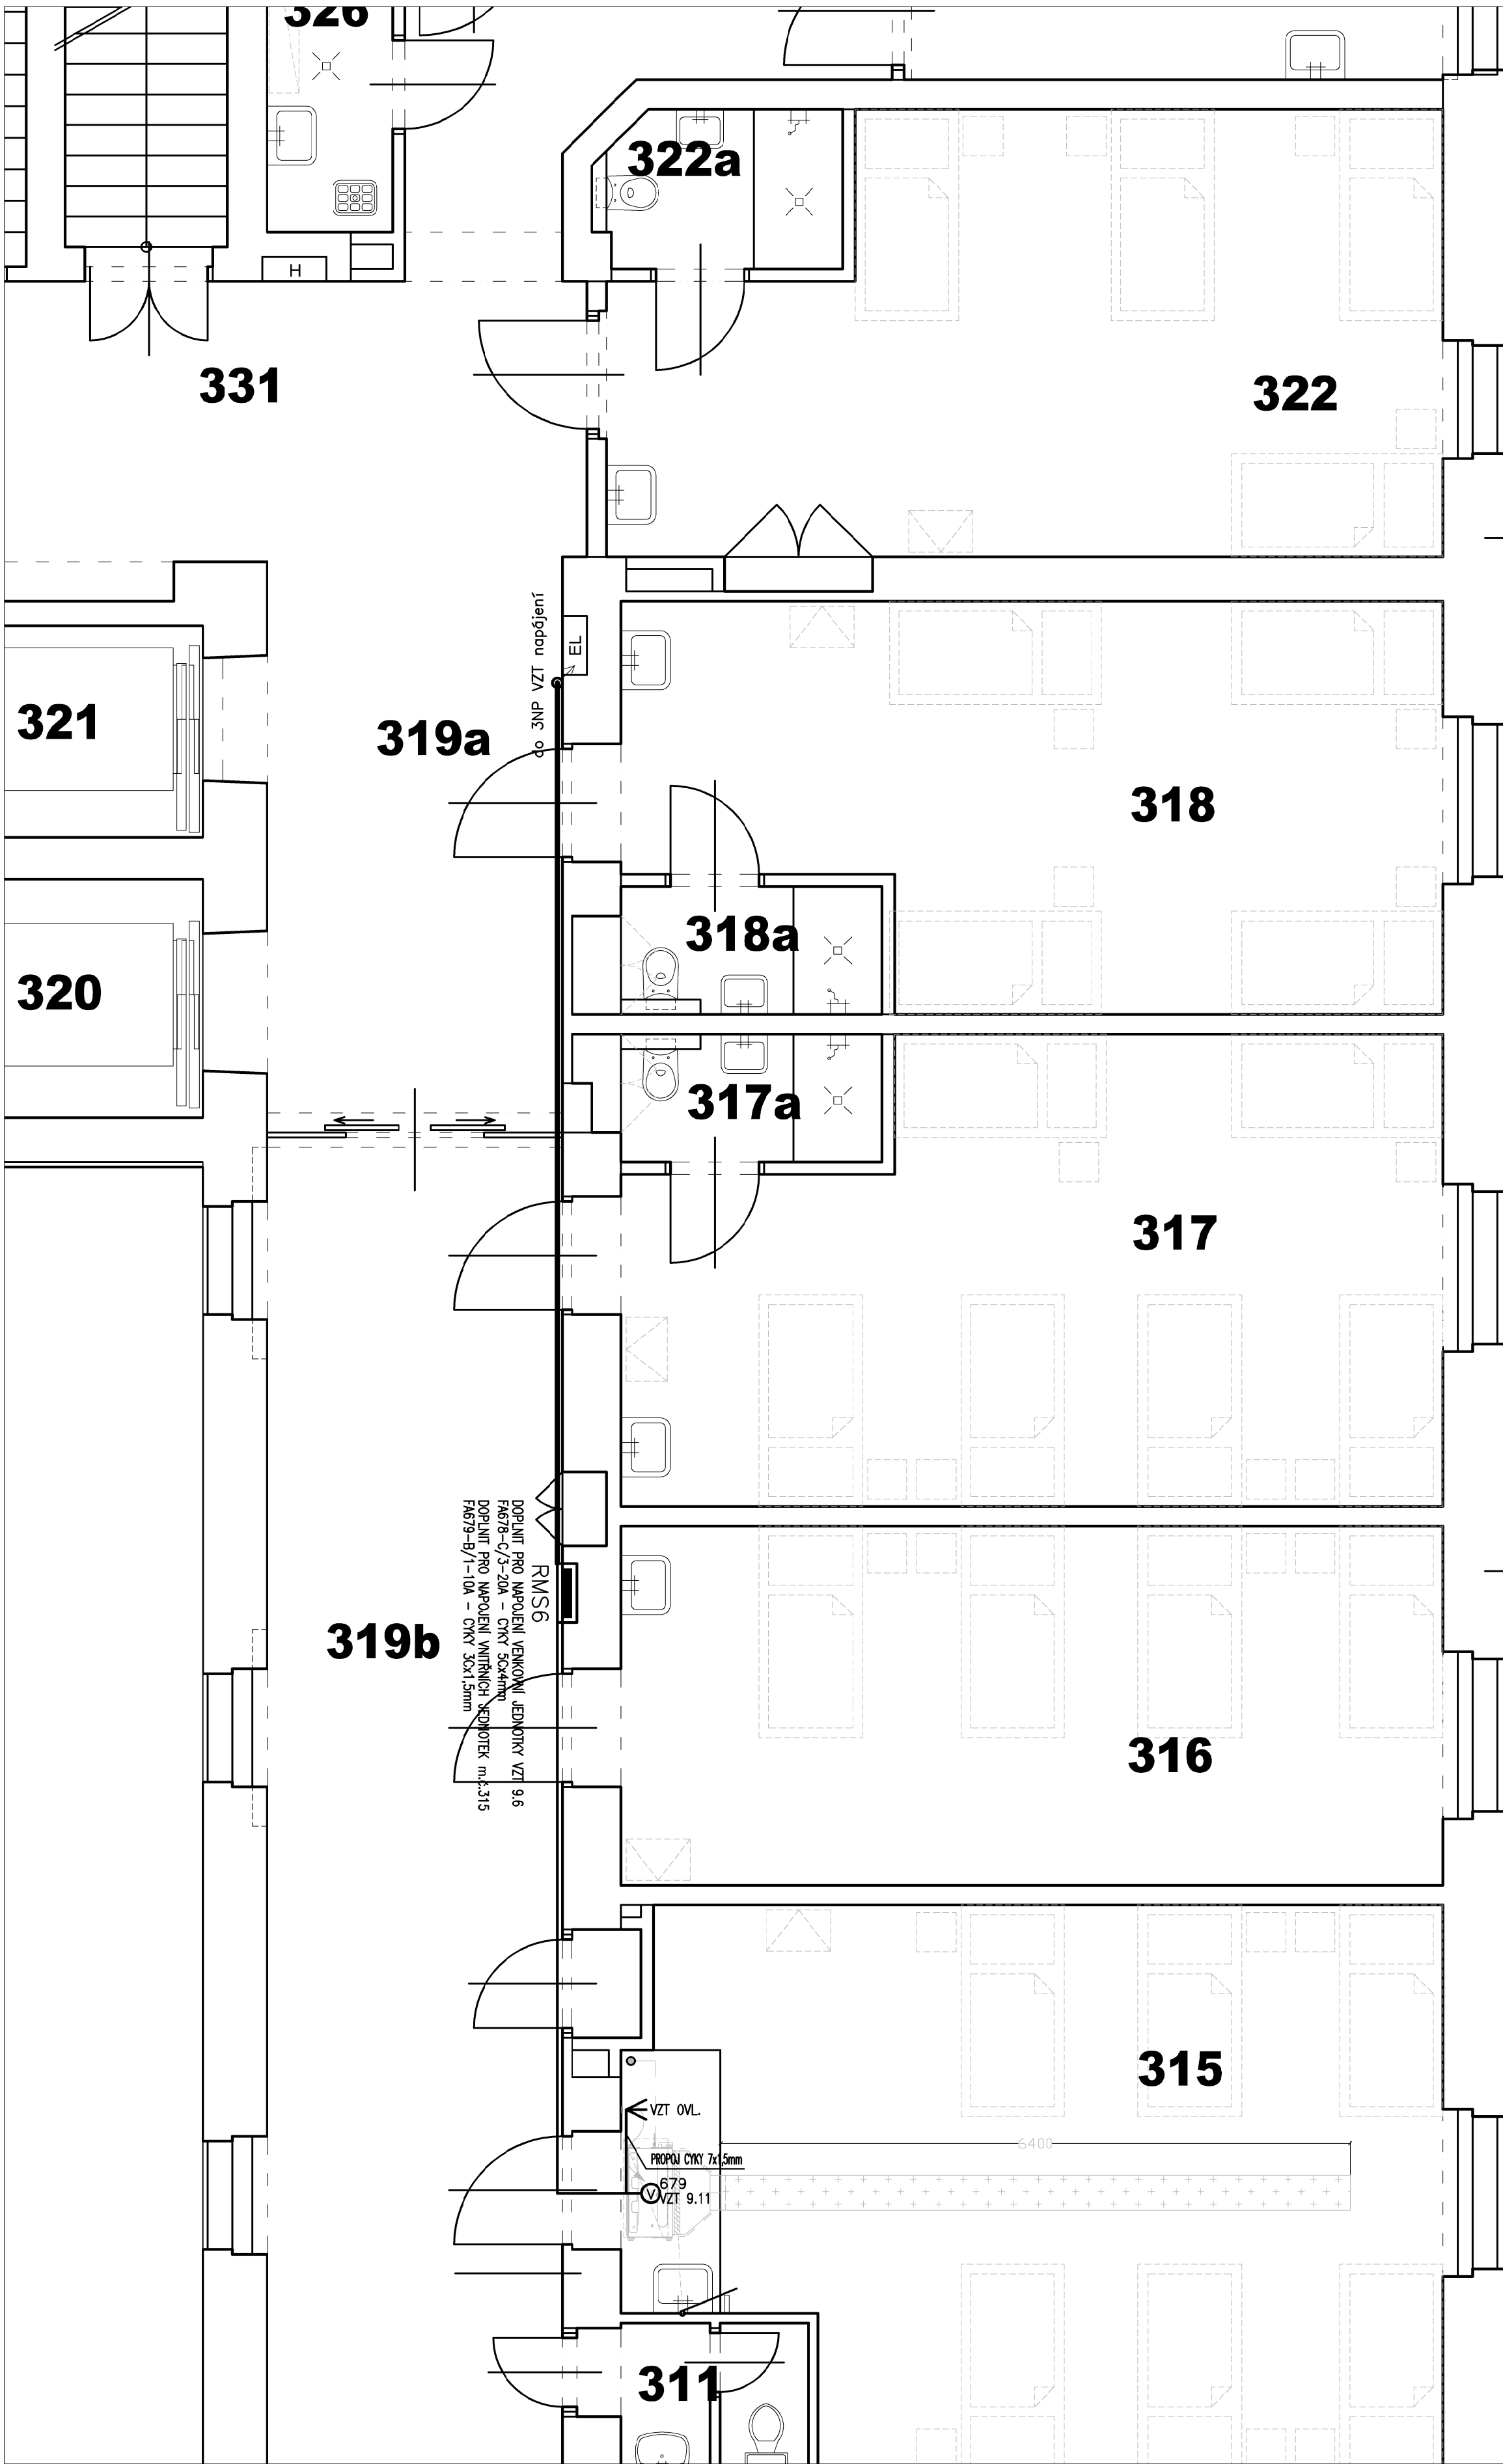 326
322a
H
331
322
do 3NP VZT napájení
EL
321
319a
318
318a
320
317a
317
DOPLNIT PRO NAPOJENÍ VENKOVNÍ JEDNOTKY VZT 9.6
FA678-C/3-20A - CYKY 5Cx4mm
DOPLNIT PRO NAPOJENÍ VNITŘNÍCH JEDNOTEK m.č.315
FA679-B/1-10A - CYKY 3Cx1,5mm
RMS6
319b
316
315
VZT OVL.
6400
PROPOJ CYKY 7x1,5mm
V
679
VZT 9.11
311